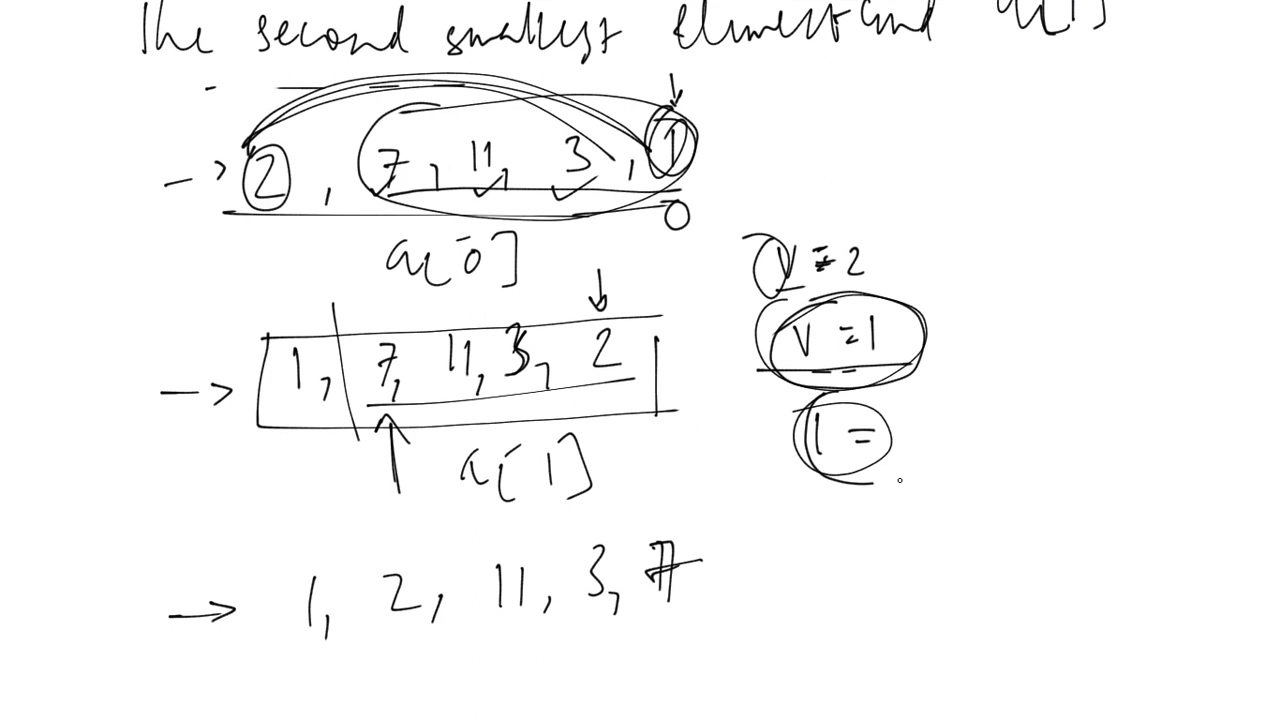 The second smallest element and a[1]
→ 2, 7, 11, 3, 1
0
a[0]
V = 2
→ 1, 7, 11, 3, 2
V = 1
1 =
a[1]
→ 1, 2, 11, 3, 7